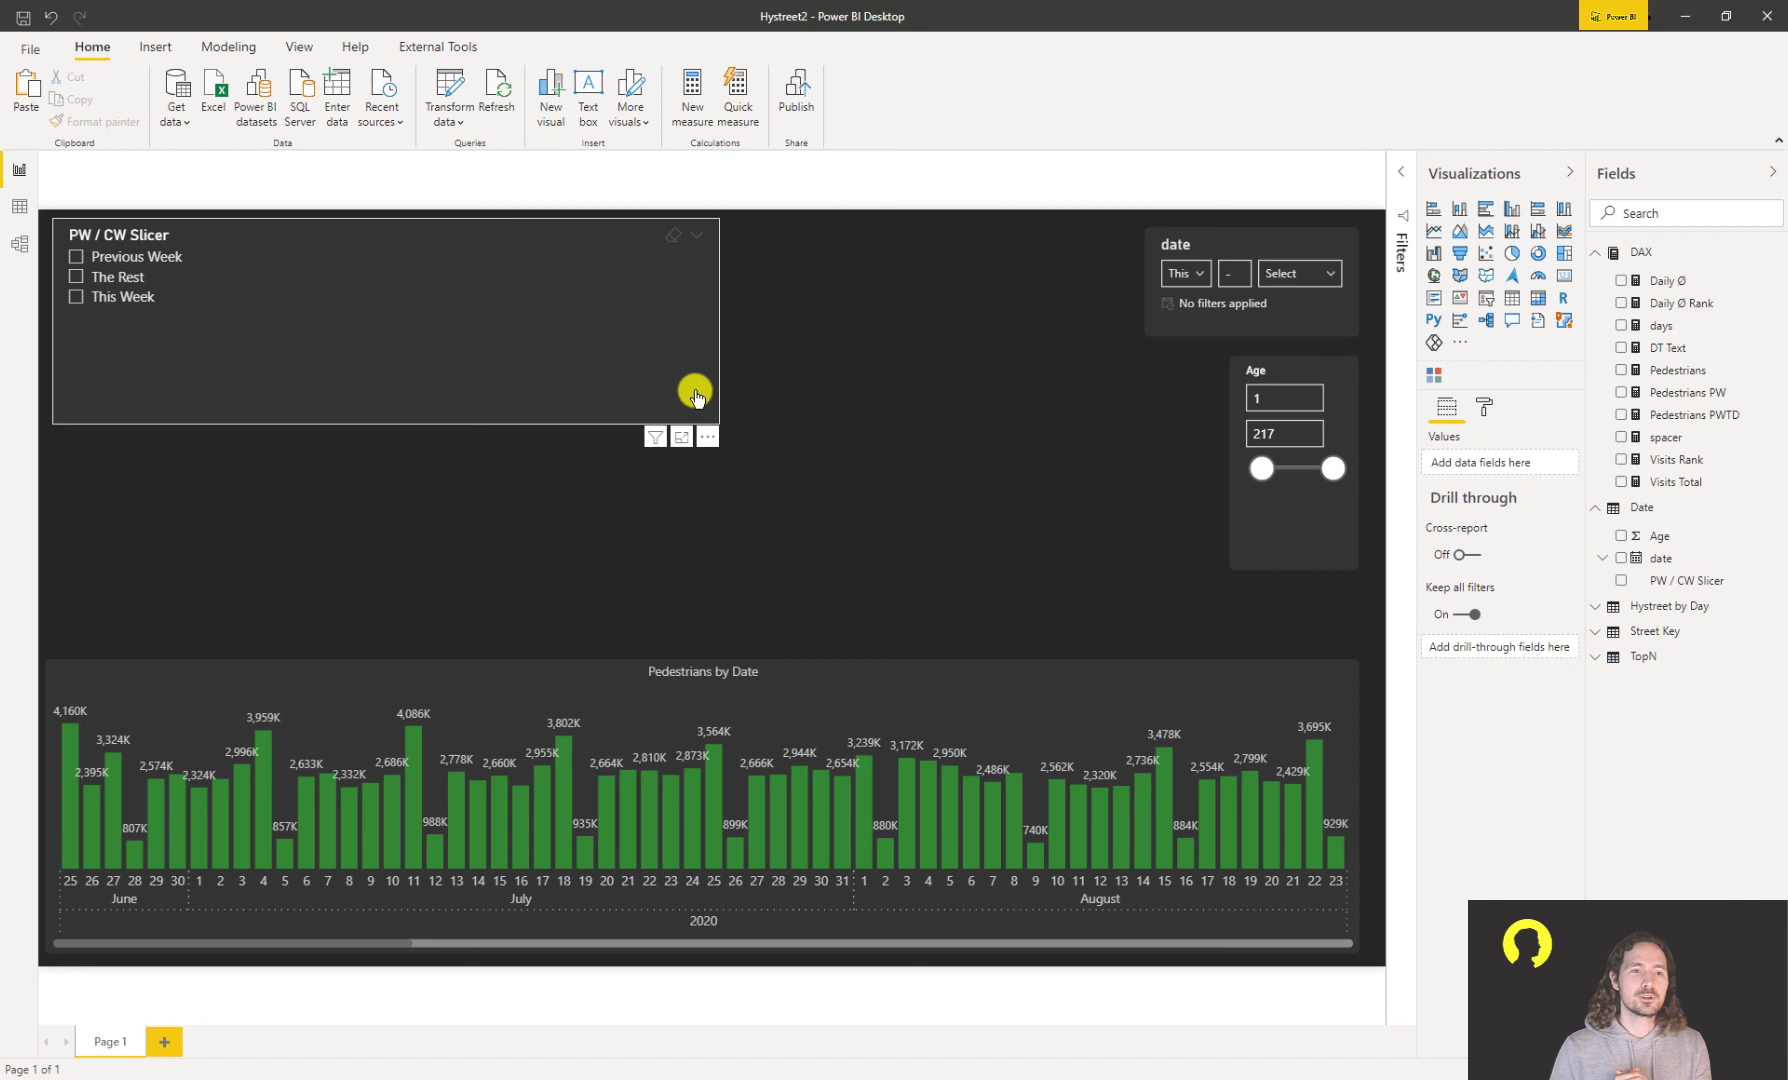 Hystreet2 - Power BI Desktop
Power BI
File Home Insert Modeling View Help External Tools
Paste
Cut
Copy
Format painter
Clipboard
Get data
Excel
Power BI datasets
SQL Server
Enter data
Recent sources
Data
Transform data
Refresh
Queries
New visual
Text box
More visuals
Insert
New measure
Quick measure
Calculations
Publish
Share
PW / CW Slicer
Previous Week
The Rest
This Week
date
This - Select
No filters applied
Age
1
217
Pedestrians by Date
4,160K 2,395K 3,324K 807K 2,574K 2,324K 2,996K 3,959K 857K 2,633K 2,332K 2,686K 4,086K 988K 2,778K 2,660K 2,955K 3,802K 935K 2,664K 2,810K 2,873K 3,564K 899K 2,666K 2,944K 2,654K 3,239K 880K 3,172K 2,950K 2,486K 740K 2,562K 2,320K 2,736K 3,478K 884K 2,554K 2,799K 2,429K 3,695K 929K
25 26 27 28 29 30 1 2 3 4 5 6 7 8 9 10 11 12 13 14 15 16 17 18 19 20 21 22 23 24 25 26 27 28 29 30 31 1 2 3 4 5 6 7 8 9 10 11 12 13 14 15 16 17 18 19 20 21 22 23
June July August
2020
Filters
Visualizations
R
Py
123
Values
Add data fields here
Drill through
Cross-report
Off
Keep all filters
On
Add drill-through fields here
Fields
Search
DAX
Daily Ø
Daily Ø Rank
days
DT Text
Pedestrians
Pedestrians PW
Pedestrians PWTD
spacer
Visits Rank
Visits Total
Date
Σ Age
date
PW / CW Slicer
Hystreet by Day
Street Key
TopN
Page 1
Page 1 of 1